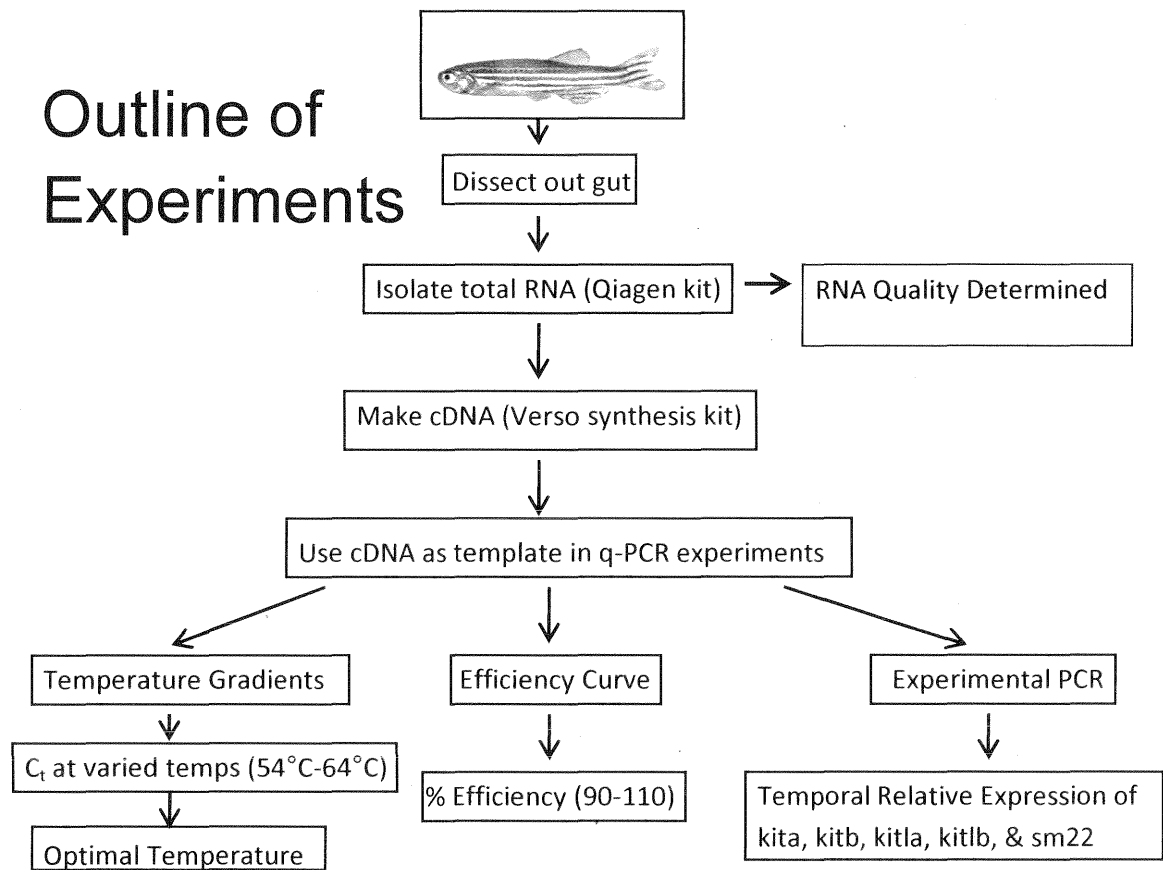 Outline of
Experiments
Dissect out gut
Isolate total RNA (Qiagen kit)
RNA Quality Determined
Make cDNA (Verso synthesis kit)
Use cDNA as template in q-PCR experiments
Temperature Gradients
Efficiency Curve
Experimental PCR
Cₜ at varied temps (54°C-64°C)
% Efficiency (90-110)
Temporal Relative Expression of
kita, kitb, kitla, kitlb, & sm22
Optimal Temperature